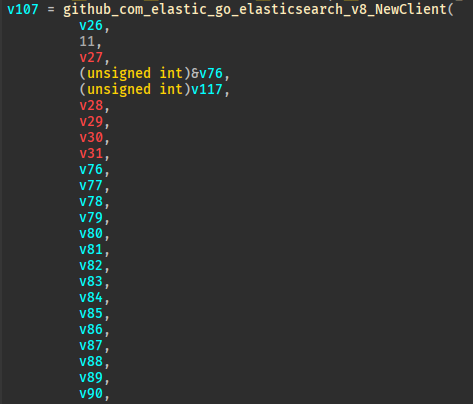 v107 = github_com_elastic_go_elasticsearch_v8_NewClient(
v26,
11,
v27,
(unsigned int)&v76,
(unsigned int)v117,
v28,
v29,
v30,
v31,
v76,
v77,
v78,
v79,
v80,
v81,
v82,
v83,
v84,
v85,
v86,
v87,
v88,
v89,
v90,